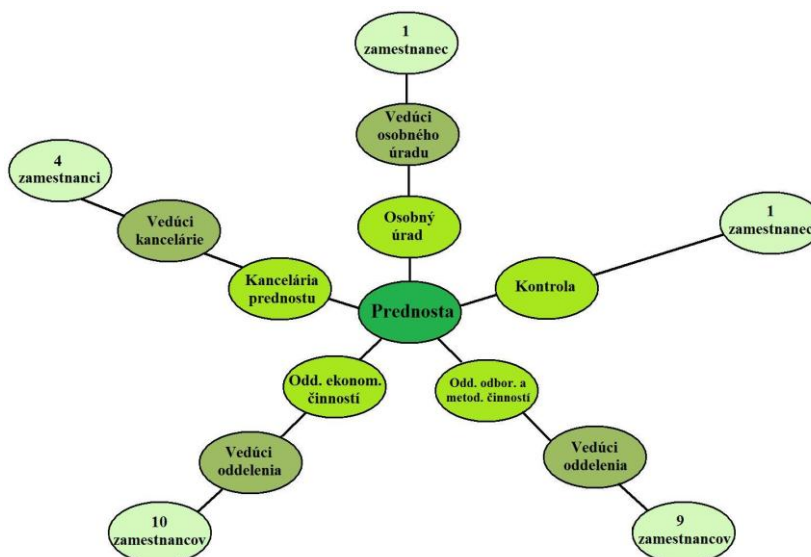 1
zamestnanec
Vedúci
osobného
úradu
Osobný
úrad
4
zamestnanci
Vedúci
kancelárie
Kancelária
prednostu
1
zamestnanec
Kontrola
Prednosta
Odd. ekonom.
činností
Odd. odbor. a
metod. činností
Vedúci
oddelenia
Vedúci
oddelenia
10
zamestnancov
9
zamestnancov